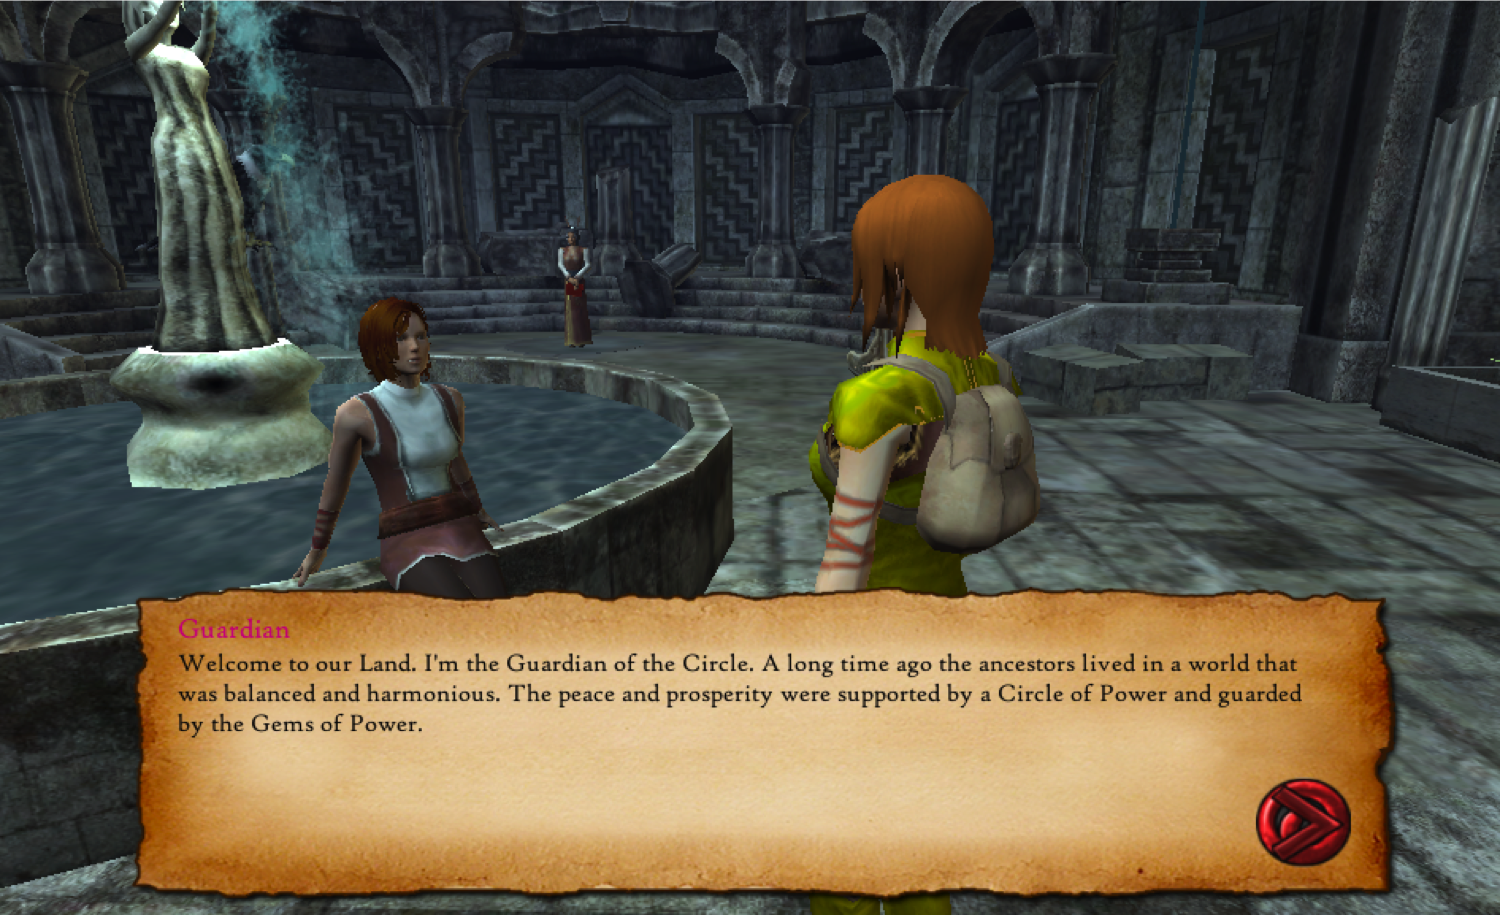 Guardian
Welcome to our Land. I'm the Guardian of the Circle. A long time ago the ancestors lived in a world that
was balanced and harmonious. The peace and prosperity were supported by a Circle of Power and guarded
by the Gems of Power.